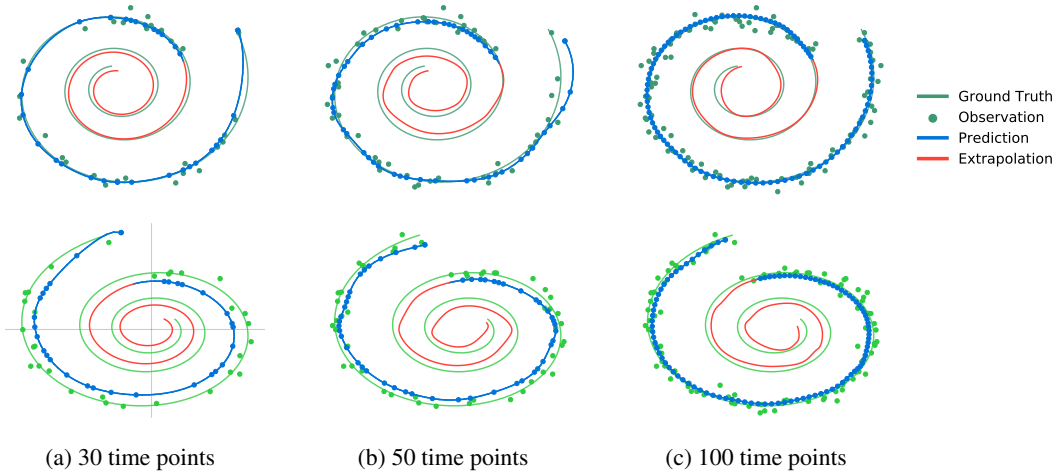 Ground Truth
Observation
Prediction
Extrapolation
(a) 30 time points
(b) 50 time points
(c) 100 time points